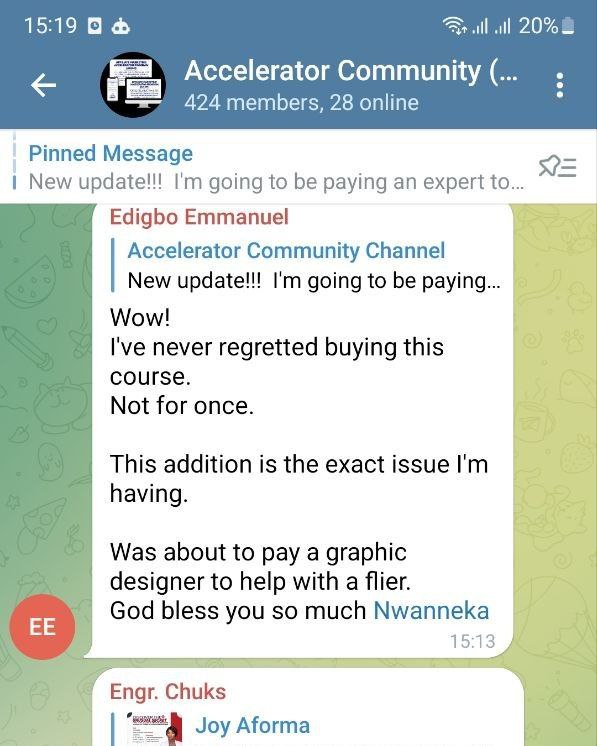 15:19
20%
Accelerator Community (...
424 members, 28 online
Pinned Message
New update!!! I'm going to be paying an expert to...
Edigbo Emmanuel
Accelerator Community Channel
New update!!! I'm going to be paying...
Wow!
I've never regretted buying this
course.
Not for once.
This addition is the exact issue I'm
having.
Was about to pay a graphic
designer to help with a flier.
God bless you so much Nwanneka
15:13
EE
Engr. Chuks
Joy Aforma